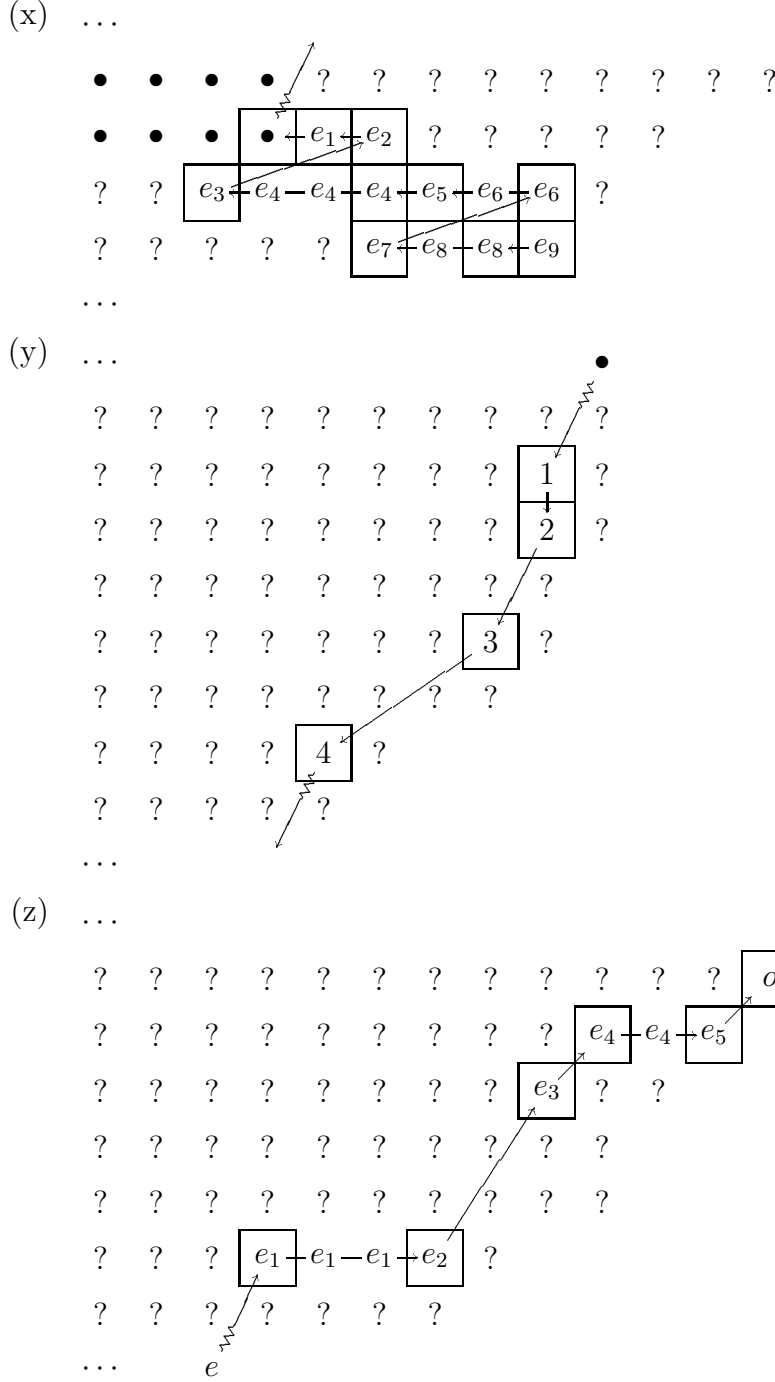 (x) …
● ● ● ● ? ? ? ? ? ? ? ? ?
● ● ● ● e₁ e₂ ? ? ? ? ?
? ? e₃ e₄ e₄ e₄ e₅ e₆ e₆ ?
? ? ? ? ? e₇ e₈ e₈ e₉
…
(y) … ●
? ? ? ? ? ? ? ? ? ?
? ? ? ? ? ? ? ? 1 ?
? ? ? ? ? ? ? ? 2 ?
? ? ? ? ? ? ? ? ?
? ? ? ? ? ? ? 3 ?
? ? ? ? ? ? ? ?
? ? ? ? 4 ?
? ? ? ? ?
…
(z) …
? ? ? ? ? ? ? ? ? ? ? ? o
? ? ? ? ? ? ? ? ? e₄ e₄ e₅
? ? ? ? ? ? ? ? e₃ ? ?
? ? ? ? ? ? ? ? ? ?
? ? ? ? ? ? ? ? ? ?
? ? ? e₁ e₁ e₁ e₂ ?
? ? ? ? ? ? ?
… e